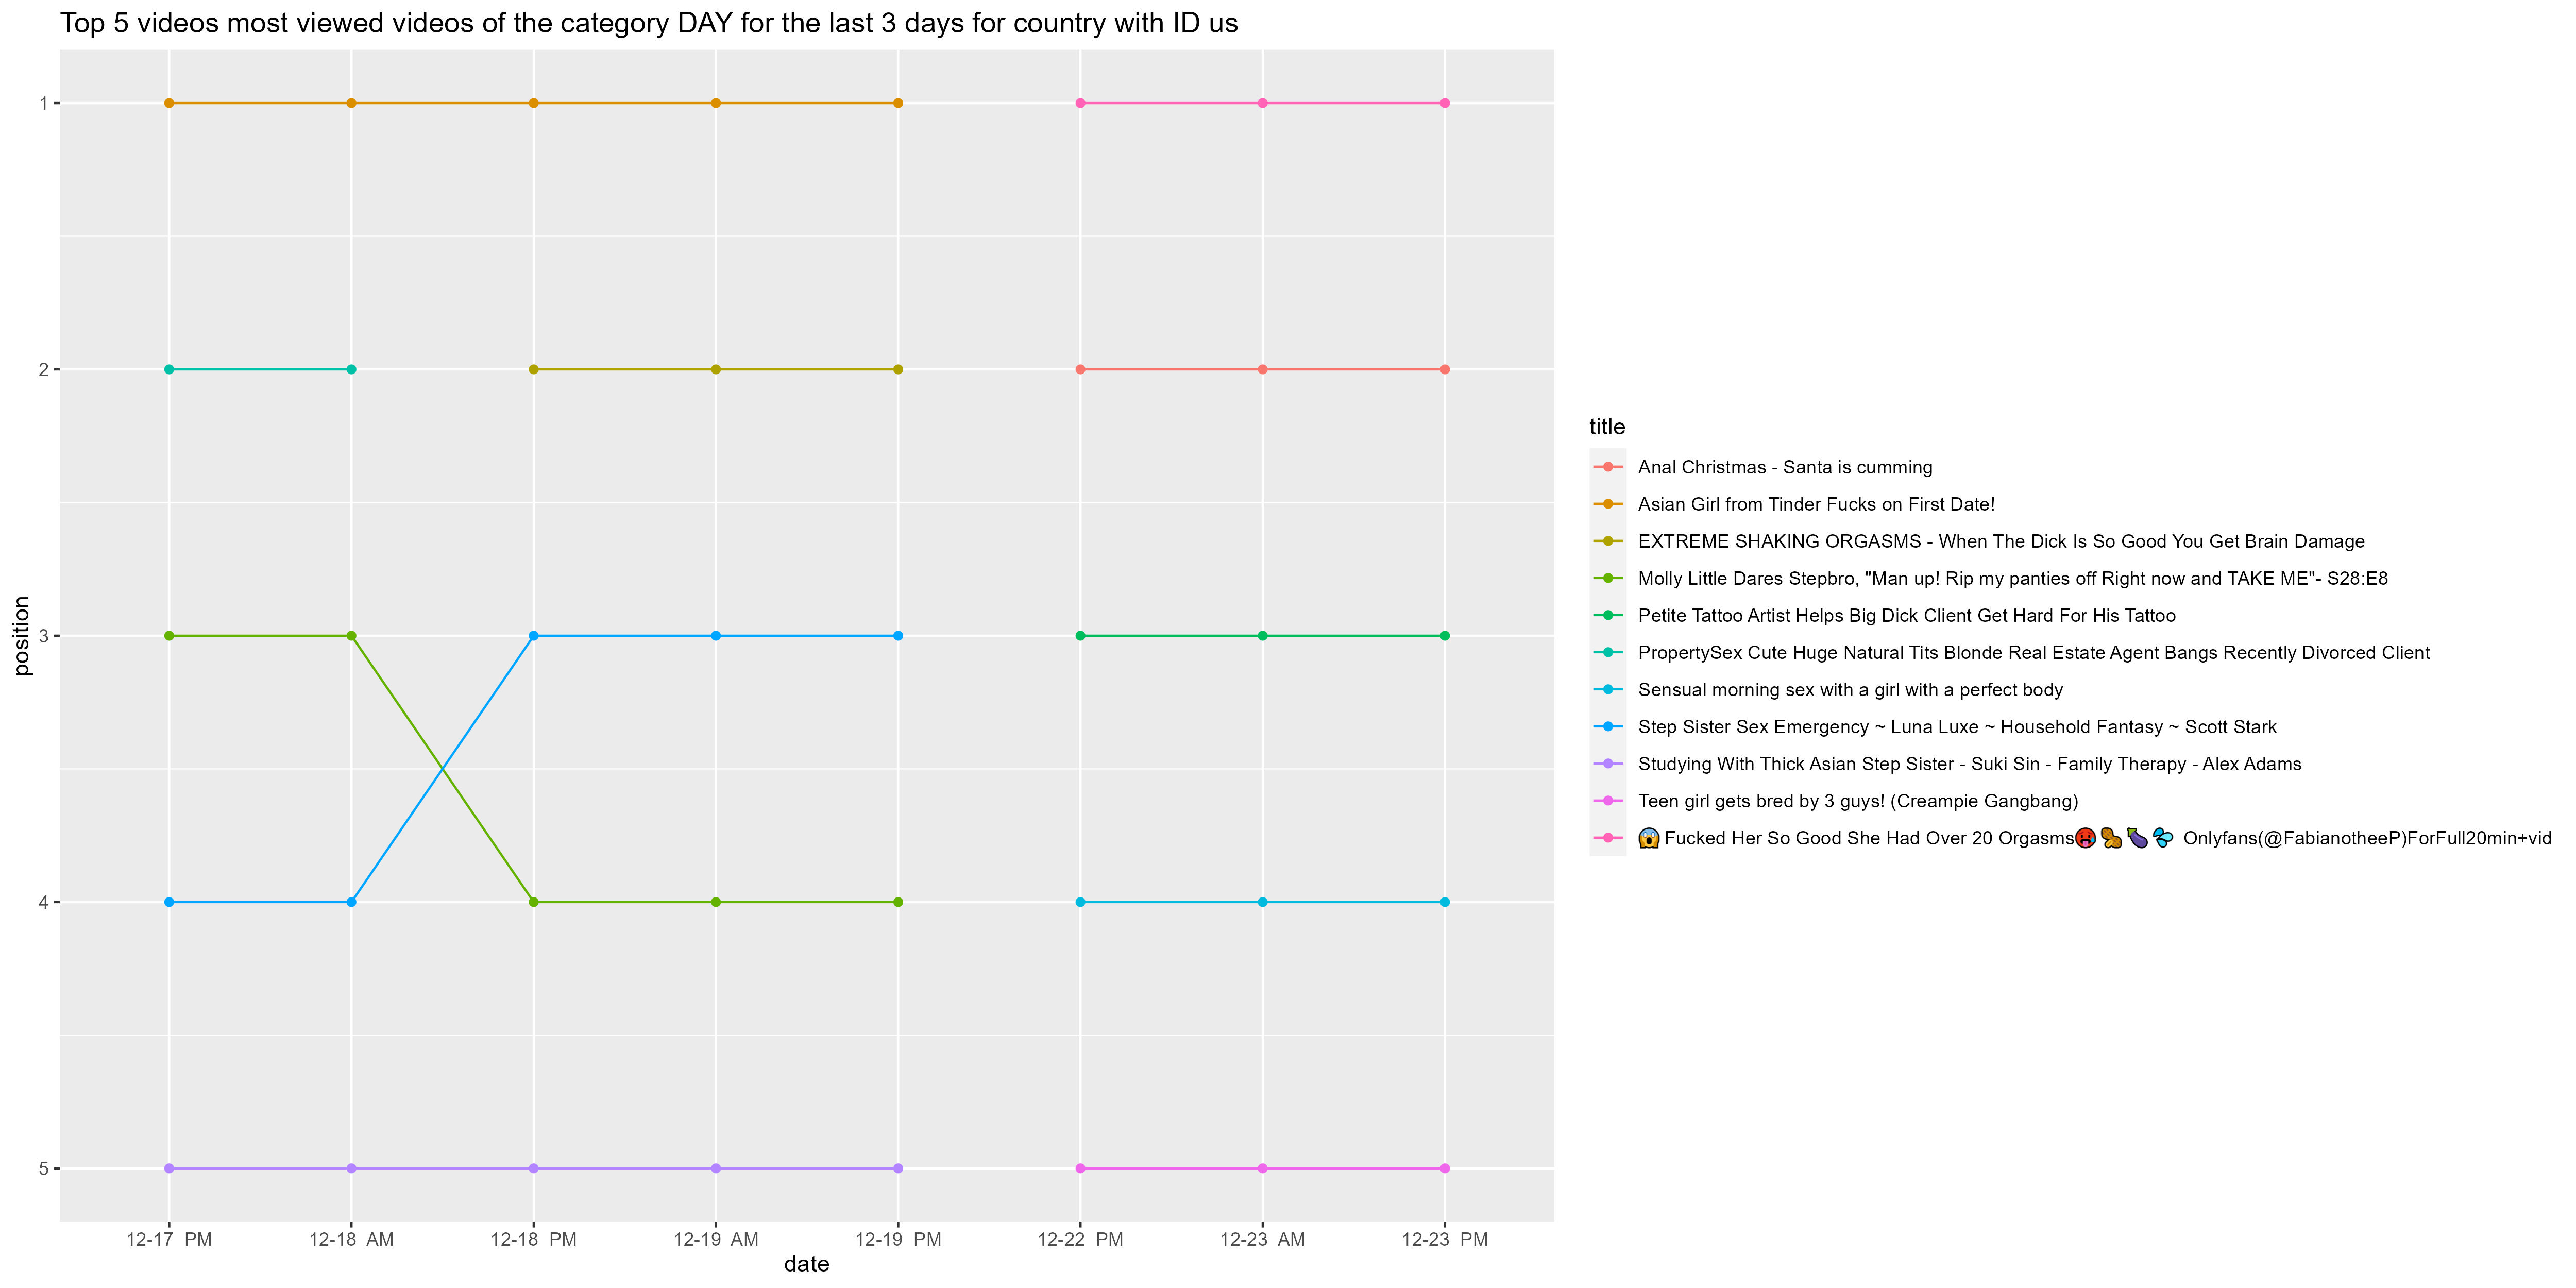 Top 5 videos most viewed videos of the category DAY for the last 3 days for country with ID us
position
1
2
3
4
5
12-17 PM
12-18 AM
12-18 PM
12-19 AM
12-19 PM
12-22 PM
12-23 AM
12-23 PM
date
title
Anal Christmas - Santa is cumming
Asian Girl from Tinder Fucks on First Date!
EXTREME SHAKING ORGASMS - When The Dick Is So Good You Get Brain Damage
Molly Little Dares Stepbro, "Man up! Rip my panties off Right now and TAKE ME"- S28:E8
Petite Tattoo Artist Helps Big Dick Client Get Hard For His Tattoo
PropertySex Cute Huge Natural Tits Blonde Real Estate Agent Bangs Recently Divorced Client
Sensual morning sex with a girl with a perfect body
Step Sister Sex Emergency ~ Luna Luxe ~ Household Fantasy ~ Scott Stark
Studying With Thick Asian Step Sister - Suki Sin - Family Therapy - Alex Adams
Teen girl gets bred by 3 guys! (Creampie Gangbang)
😱 Fucked Her So Good She Had Over 20 Orgasms🥵 🥜 🍆 💦 Onlyfans(@FabianotheeP)ForFull20min+vid